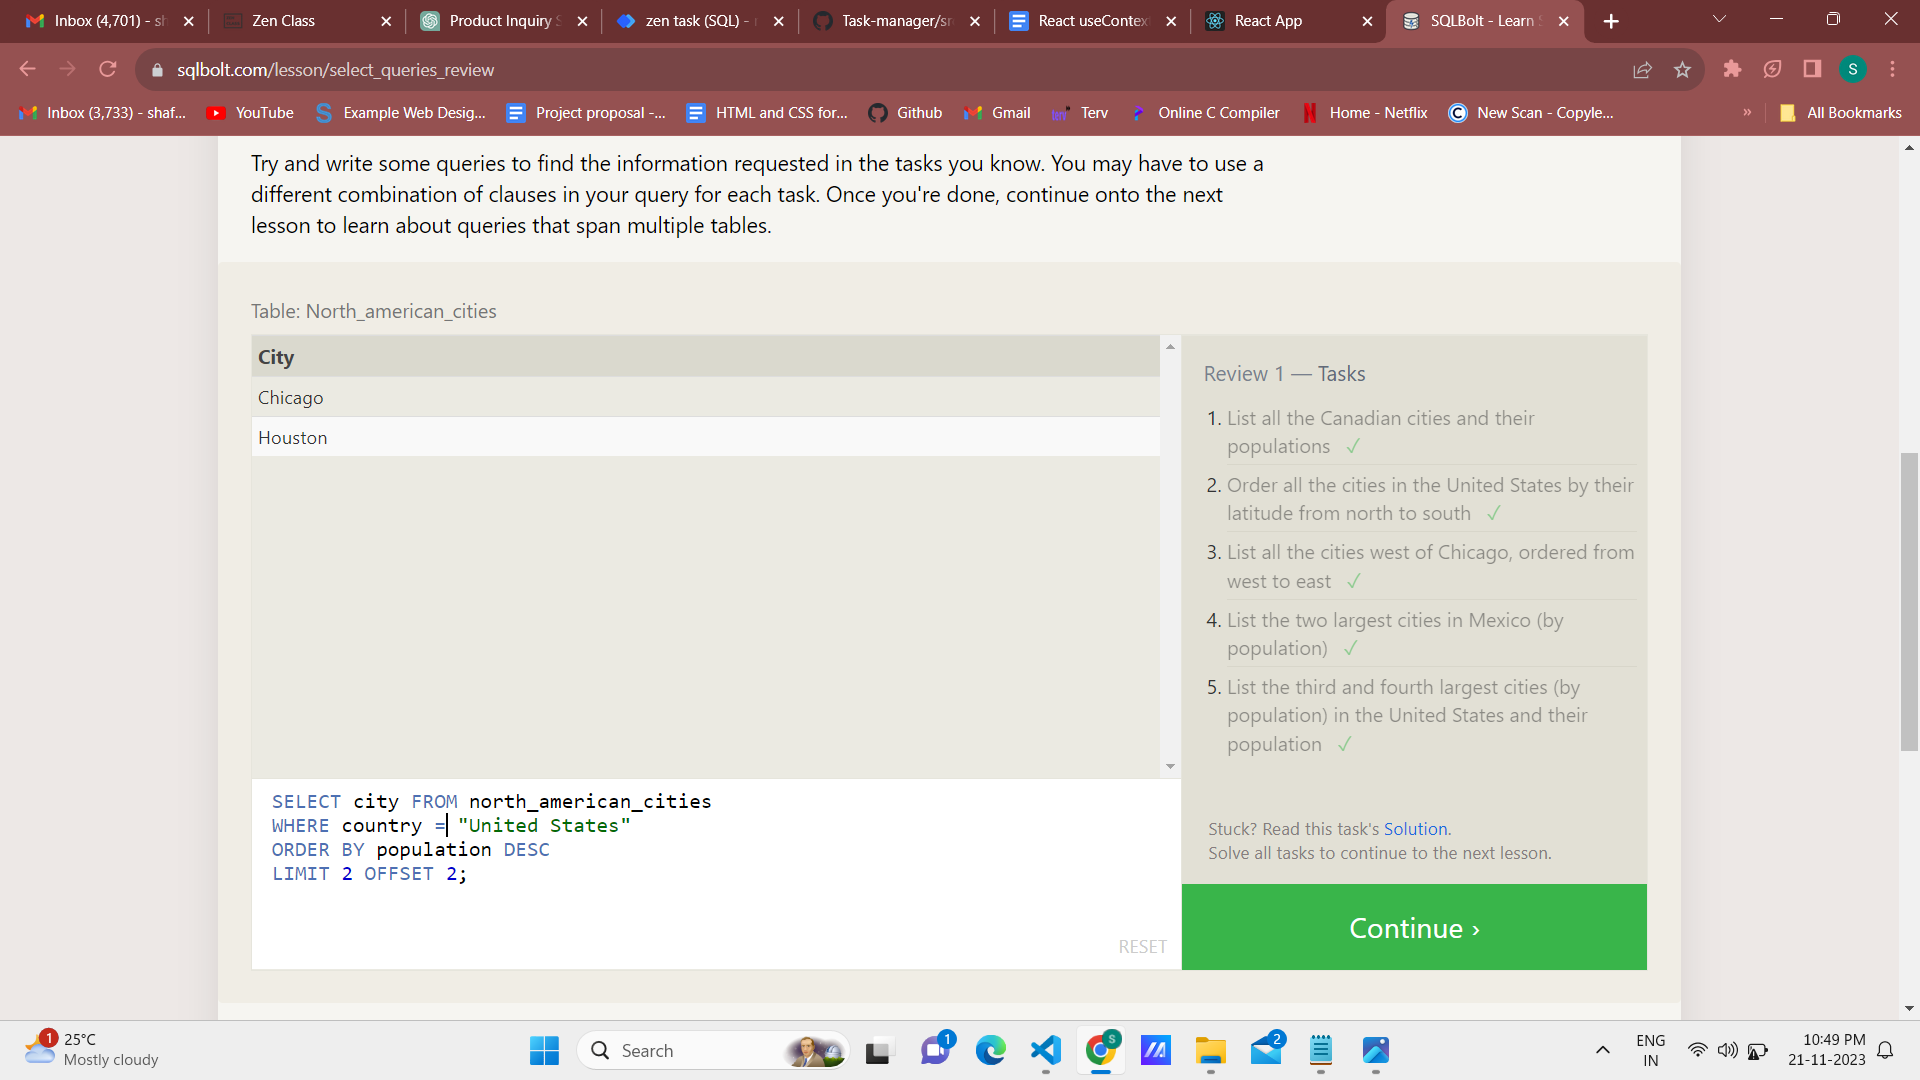 Inbox (4,701) - sh
Zen Class
Product Inquiry S
zen task (SQL) -
Task-manager/sr
React useContex
React App
SQLBolt - Learn S
sqlbolt.com/lesson/select_queries_review
S
Inbox (3,733) - shaf...
YouTube
Example Web Desig...
Project proposal -...
HTML and CSS for...
Github
Gmail
Terv
Online C Compiler
Home - Netflix
New Scan - Copyle...
»
All Bookmarks
Try and write some queries to find the information requested in the tasks you know. You may have to use a
different combination of clauses in your query for each task. Once you're done, continue onto the next
lesson to learn about queries that span multiple tables.
Table: North_american_cities
City
Chicago
Houston
SELECT city FROM north_american_cities
WHERE country = "United States"
ORDER BY population DESC
LIMIT 2 OFFSET 2;
RESET
Review 1 — Tasks
1. List all the Canadian cities and their
populations ✓
2. Order all the cities in the United States by their
latitude from north to south ✓
3. List all the cities west of Chicago, ordered from
west to east ✓
4. List the two largest cities in Mexico (by
population) ✓
5. List the third and fourth largest cities (by
population) in the United States and their
population ✓
Stuck? Read this task's Solution.
Solve all tasks to continue to the next lesson.
Continue ›
1
25°C
Mostly cloudy
Search
1
S
2
ENG
IN
10:49 PM
21-11-2023